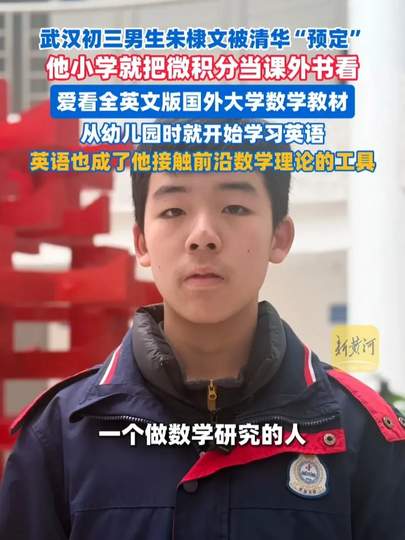 武汉初三男生朱棣文被清华“预定”
他小学就把微积分当课外书看
爱看全英文版国外大学数学教材
从幼儿园时就开始学习英语
英语也成了他接触前沿数学理论的工具
新黄河
一个做数学研究的人